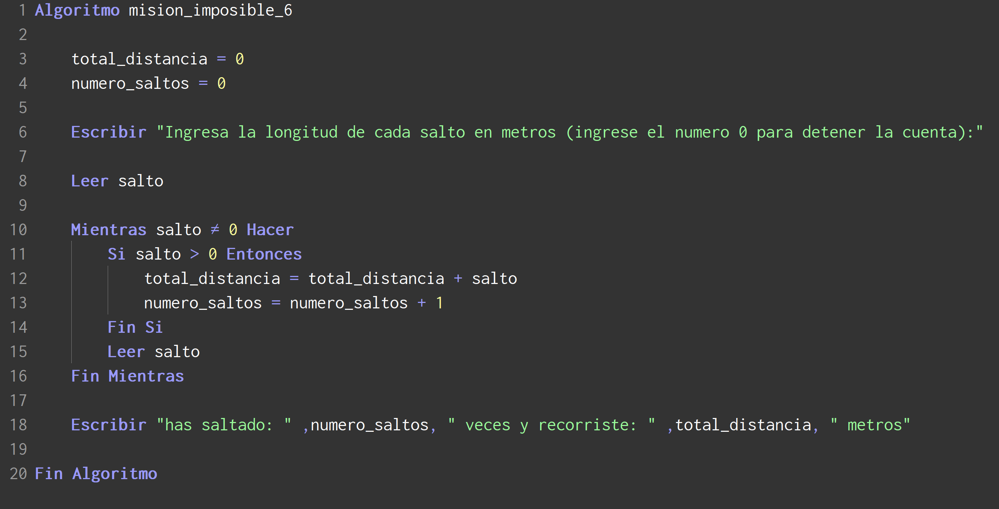 1 Algoritmo mision_imposible_6
2
3 total_distancia = 0
4 numero_saltos = 0
5
6 Escribir "Ingresa la longitud de cada salto en metros (ingrese el numero 0 para detener la cuenta):"
7
8 Leer salto
9
10 Mientras salto ≠ 0 Hacer
11 Si salto > 0 Entonces
12 total_distancia = total_distancia + salto
13 numero_saltos = numero_saltos + 1
14 Fin Si
15 Leer salto
16 Fin Mientras
17
18 Escribir "has saltado: " ,numero_saltos, " veces y recorriste: " ,total_distancia, " metros"
19
20 Fin Algoritmo